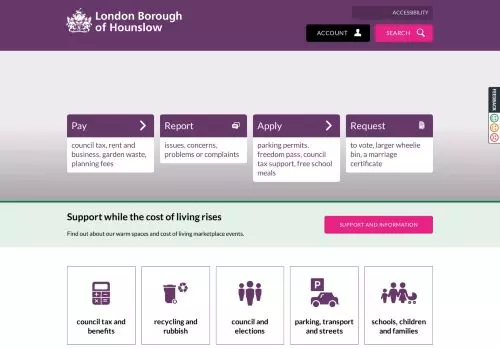 London Borough
of Hounslow
ACCESSIBILITY
ACCOUNT
SEARCH
FEEDBACK
Pay
council tax, rent and
business, garden waste,
planning fees
Report
issues, concerns,
problems or complaints
Apply
parking permits,
freedom pass, council
tax support, free school
meals
Request
to vote, larger wheelie
bin, a marriage
certificate
Support while the cost of living rises
Find out about our warm spaces and cost of living marketplace events.
SUPPORT AND INFORMATION
council tax and
benefits
recycling and
rubbish
council and
elections
P
parking, transport
and streets
schools, children
and families